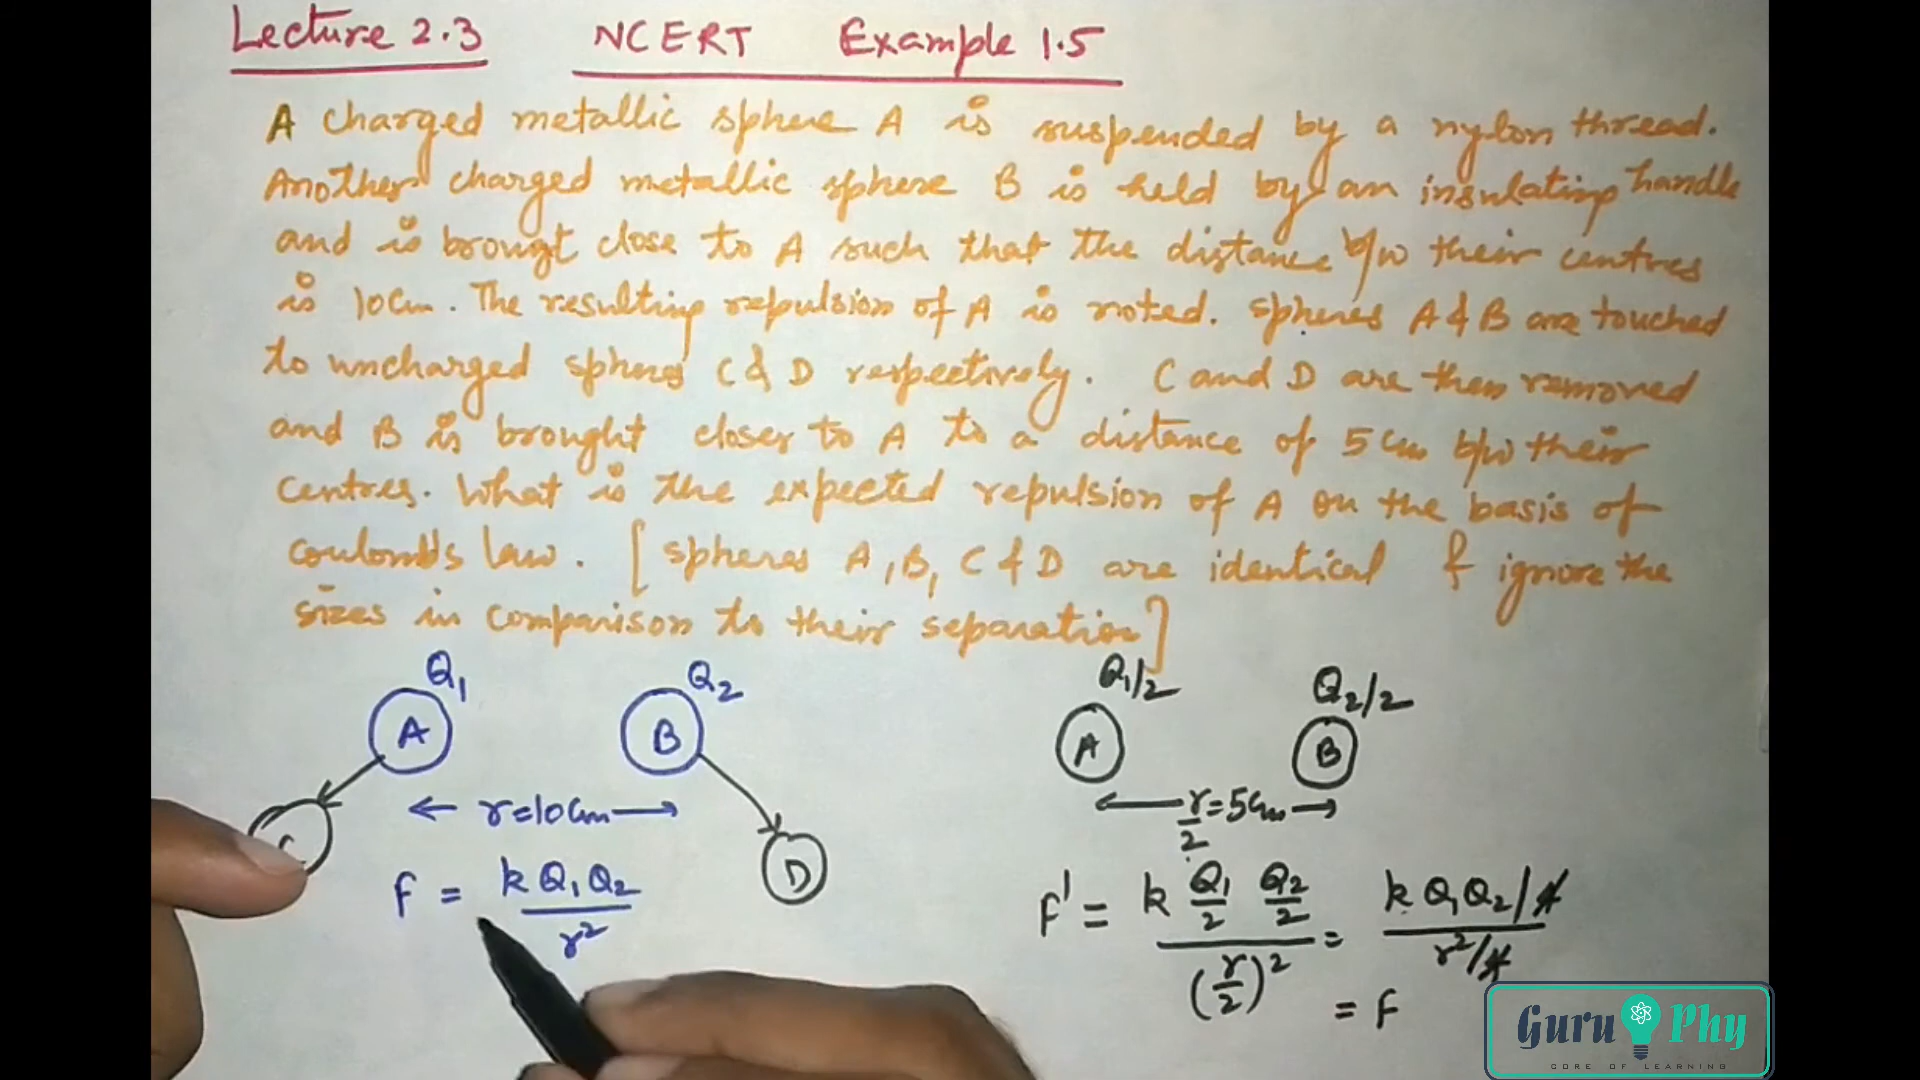 Lecture 2.3 NCERT Example 1.5
A charged metallic sphere A is suspended by a nylon thread.
Another charged metallic sphere B is held by an insulating handle
and is brougt close to A such that the distance b/w their centres
is 10cm. The resulting repulsion of A is noted. spheres A & B are touched
to uncharged spheres C & D respectively. C and D are then removed
and B is brought closer to A to a distance of 5cm b/w their
centres. What is the expected repulsion of A on the basis of
coulomb's law. [spheres A, B, C & D are identical & ignore the
sizes in comparison to their separation]
Q₁ Q₂ Q₁/2 Q₂/2
A B A B
r=10cm r/2=5cm
C D
F = kQ₁Q₂/r²
F' = k Q₁/2 Q₂/2 / (r/2)² = kQ₁Q₂/4 / r²/4
= F
Guru Phy
CORE OF LEARNING